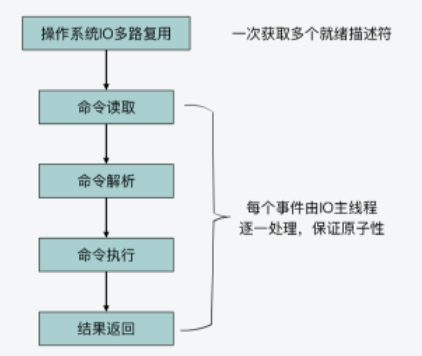 操作系统IO多路复用
一次获取多个就绪描述符
命令读取
命令解析
每个事件由IO主线程
逐一处理，保证原子性
命令执行
结果返回